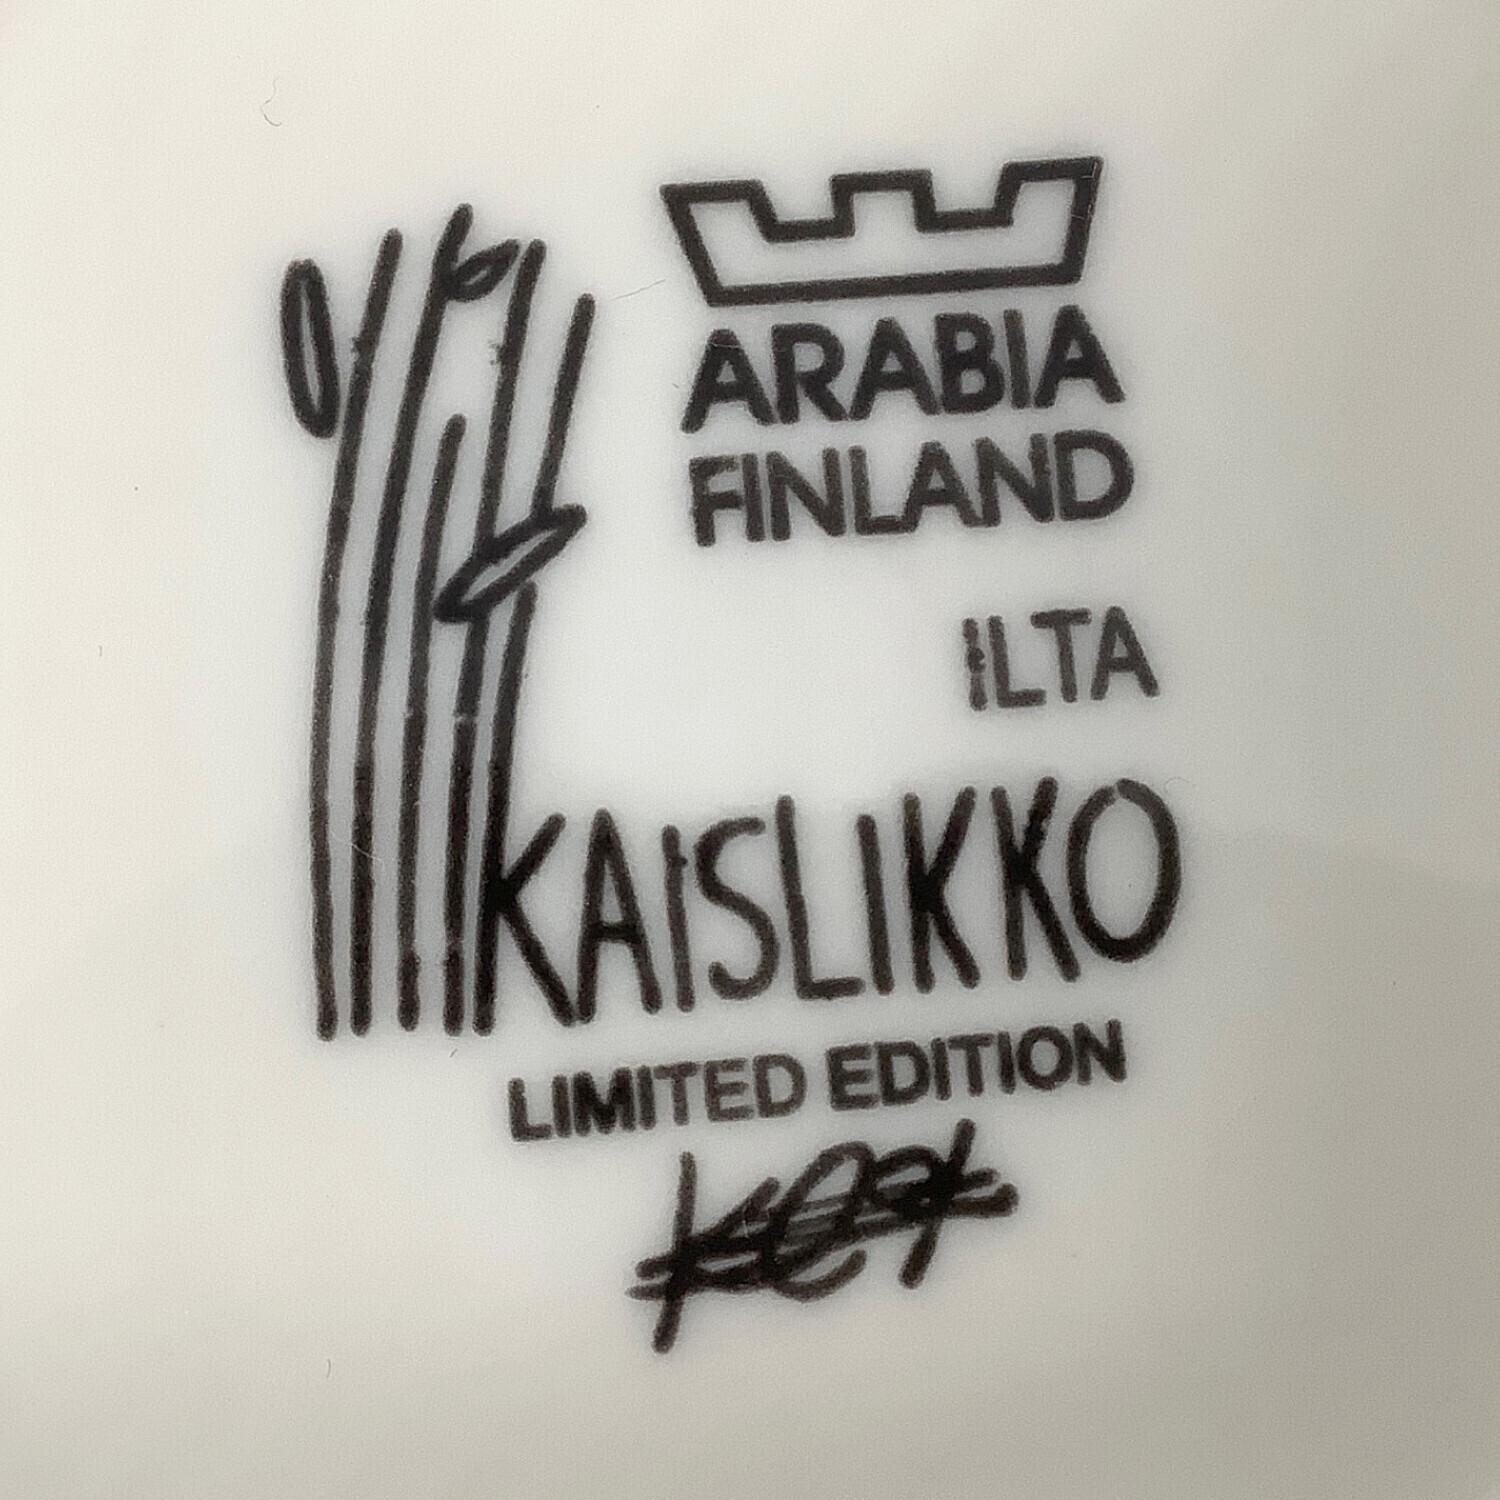 ARABIA
FINLAND
ILTA
KAISLIKKO
LIMITED EDITION